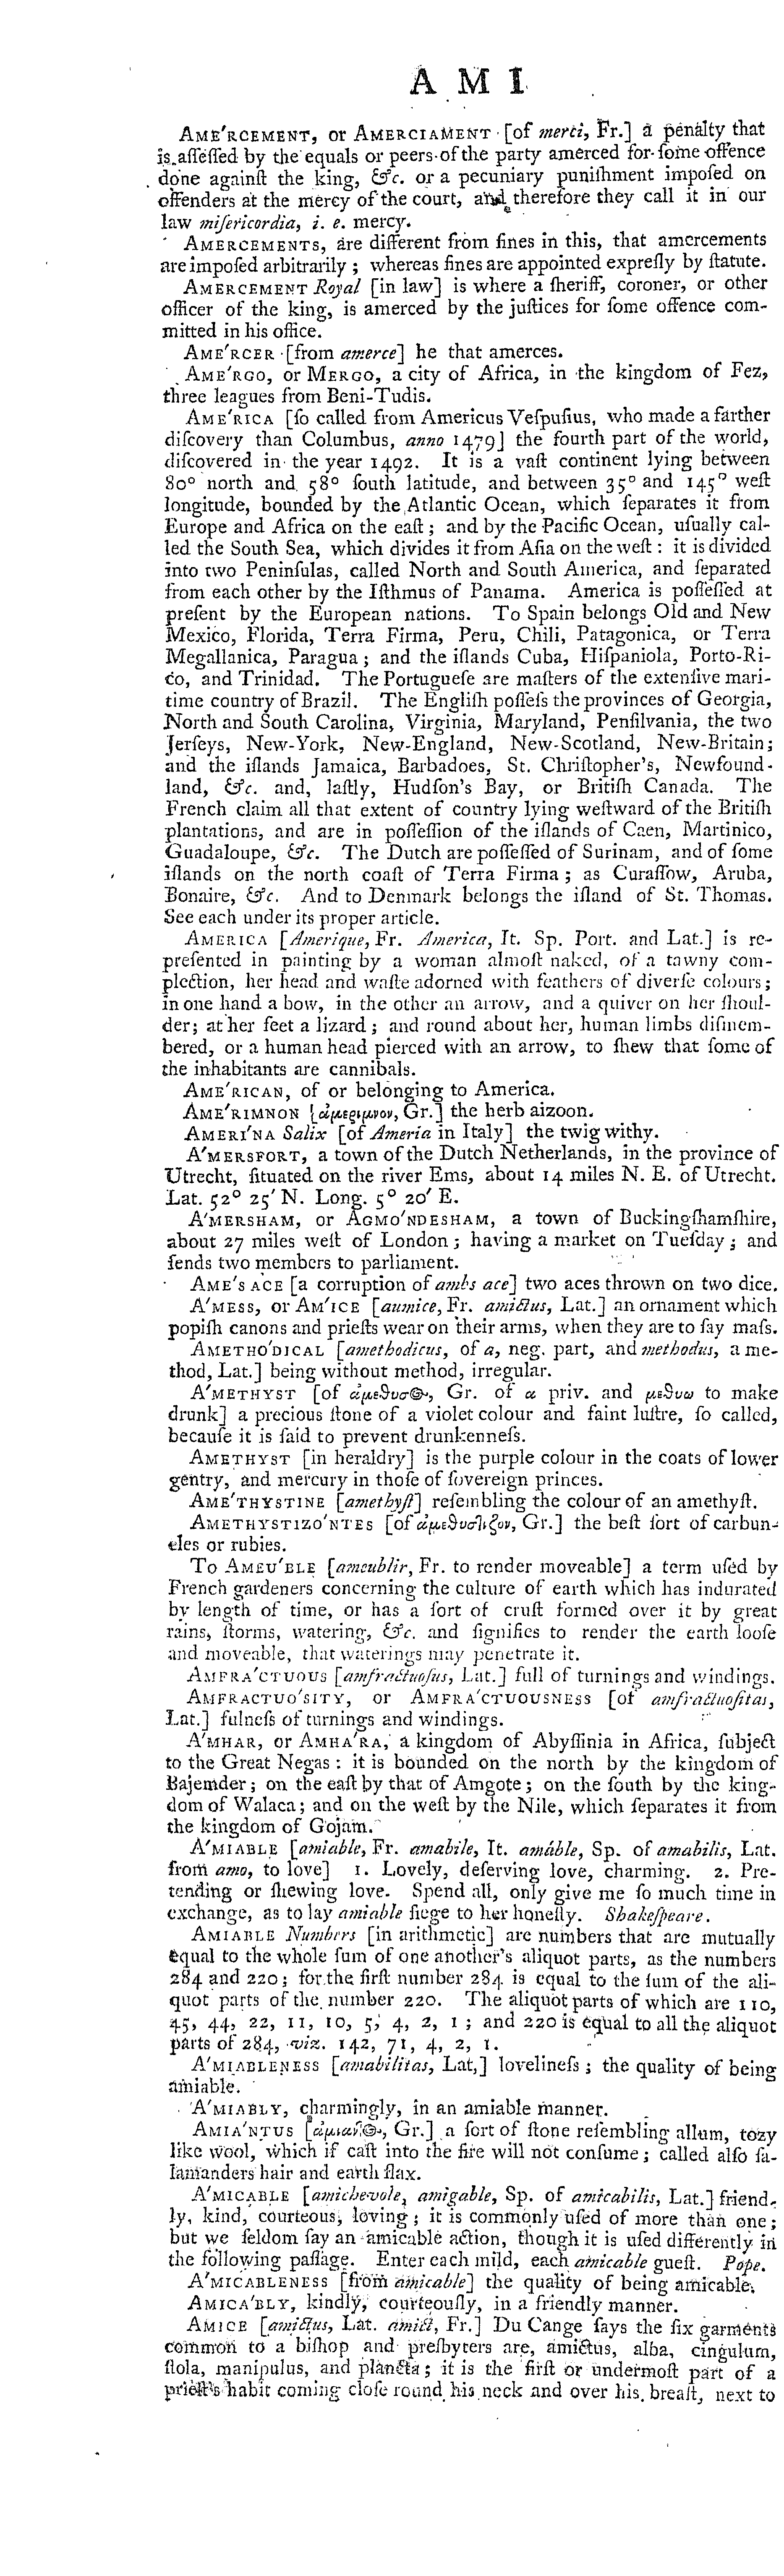 A M I
AME'RCEMENT, or AMERCIAMENT [of merci, Fr.] a penalty that
is aſſeſſed by the equals or peers of the party amerced for ſome offence
done againſt the king, &c. or a pecuniary puniſhment impoſed on
offenders at the mercy of the court, and therefore they call it in our
law miſericordia, i. e. mercy.
AMERCEMENTS, are different from fines in this, that amercements
are impoſed arbitrarily; whereas fines are appointed expreſly by ſtatute.
AMERCEMENT Royal [in law] is where a ſheriff, coroner, or other
officer of the king, is amerced by the juſtices for ſome offence com-
mitted in his office.
AME'RCER [from amerce] he that amerces.
AME'RGO, or MERGO, a city of Africa, in the kingdom of Fez,
three leagues from Beni-Tudis.
AME'RICA [ſo called from Americus Veſpuſius, who made a farther
diſcovery than Columbus, anno 1479] the fourth part of the world,
diſcovered in the year 1492. It is a vaſt continent lying between
80° north and 58° ſouth latitude, and between 35° and 145° weſt
longitude, bounded by the Atlantic Ocean, which ſeparates it from
Europe and Africa on the eaſt; and by the Pacific Ocean, uſually cal-
led the South Sea, which divides it from Aſia on the weſt: it is divided
into two Peninſulas, called North and South America, and ſeparated
from each other by the Iſthmus of Panama. America is poſſeſſed at
preſent by the European nations. To Spain belongs Old and New
Mexico, Florida, Terra Firma, Peru, Chili, Patagonica, or Terra
Megallanica, Paragua; and the iſlands Cuba, Hiſpaniola, Porto-Ri-
co, and Trinidad. The Portugueſe are maſters of the extenſive mari-
time country of Brazil. The Engliſh poſſeſs the provinces of Georgia,
North and South Carolina, Virginia, Maryland, Penſilvania, the two
Jerſeys, New-York, New-England, New-Scotland, New-Britain;
and the iſlands Jamaica, Barbadoes, St. Chriſtopher's, Newfound-
land, &c. and, laſtly, Hudſon's Bay, or Britiſh Canada. The
French claim all that extent of country lying weſtward of the Britiſh
plantations, and are in poſſeſſion of the iſlands of Caen, Martinico,
Guadaloupe, &c. The Dutch are poſſeſſed of Surinam, and of ſome
iſlands on the north coaſt of Terra Firma; as Curaſſow, Aruba,
Bonaire, &c. And to Denmark belongs the iſland of St. Thomas.
See each under its proper article.
AMERICA [Amerique, Fr. America, It. Sp. Port. and Lat.] is re-
preſented in painting by a woman almoſt naked, of a tawny com-
plection, her head and waſte adorned with feathers of diverſe colours;
in one hand a bow, in the other an arrow, and a quiver on her ſhoul-
der; at her feet a lizard; and round about her, human limbs diſmem-
bered, or a human head pierced with an arrow, to ſhew that ſome of
the inhabitants are cannibals.
AME'RICAN, of or belonging to America.
AME'RIMNON [ἀμεριμνον, Gr.] the herb aizoon.
AMERI'NA Salix [of Ameria in Italy] the twig withy.
A'MERSFORT, a town of the Dutch Netherlands, in the province of
Utrecht, ſituated on the river Ems, about 14 miles N. E. of Utrecht.
Lat. 52° 25' N. Long. 5° 20' E.
A'MERSHAM, or AGMO'NDESHAM, a town of Buckingſhamſhire,
about 27 miles weſt of London; having a market on Tueſday; and
ſends two members to parliament.
AME'S ACE [a corruption of ambs ace] two aces thrown on two dice.
A'MESS, or AM'ICE [aumice, Fr. amictus, Lat.] an ornament which
popiſh canons and prieſts wear on their arms, when they are to ſay maſs.
AMETHO'DICAL [amethodicus, of a, neg. part, and methodus, a me-
thod, Lat.] being without method, irregular.
A'METHYST [of ἀμεθυσος, Gr. of α priv. and μεθυω to make
drunk] a precious ſtone of a violet colour and faint luſtre, ſo called,
becauſe it is ſaid to prevent drunkenneſs.
AMETHYST [in heraldry] is the purple colour in the coats of lower
gentry, and mercury in thoſe of ſovereign princes.
AME'THYSTINE [amethyſt] reſembling the colour of an amethyſt.
AMETHYSTIZO'NTES [of ἀμεθυσιζον, Gr.] the beſt ſort of carbun-
cles or rubies.
To AMEU'BLE [ameublir, Fr. to render moveable] a term uſed by
French gardeners concerning the culture of earth which has indurated
by length of time, or has a ſort of cruſt formed over it by great
rains, ſtorms, watering, &c. and ſignifies to render the earth looſe
and moveable, that waterings may penetrate it.
AMFRA'CTUOUS [amfractuoſus, Lat.] full of turnings and windings.
AMFRACTUO'SITY, or AMFRA'CTUOUSNESS [of amfractuoſitas,
Lat.] fulneſs of turnings and windings.
A'MHAR, or AMHA'RA, a kingdom of Abyſſinia in Africa, ſubject
to the Great Negas: it is bounded on the north by the kingdom of
Bajemder; on the eaſt by that of Amgote; on the ſouth by the king-
dom of Walaca; and on the weſt by the Nile, which ſeparates it from
the kingdom of Gojam.
A'MIABLE [amiable, Fr. amabile, It. amáble, Sp. of amabilis, Lat.
from amo, to love] 1. Lovely, deſerving love, charming. 2. Pre-
tending or ſhewing love. Spend all, only give me ſo much time in
exchange, as to lay amiable ſiege to her honeſty. Shakeſpeare.
AMIABLE Numbers [in arithmetic] are numbers that are mutually
equal to the whole ſum of one another's aliquot parts, as the numbers
284 and 220; for the firſt number 284 is equal to the ſum of the ali-
quot parts of the number 220. The aliquot parts of which are 110,
45, 44, 22, 11, 10, 5, 4, 2, 1; and 220 is equal to all the aliquot
parts of 284, viz. 142, 71, 4, 2, 1.
A'MIABLENESS [amabilitas, Lat,] lovelineſs; the quality of being
amiable.
A'MIABLY, charmingly, in an amiable manner.
AMIA'NTUS [ἀμιανος, Gr.] a ſort of ſtone reſembling allum, tozy
like wool, which if caſt into the fire will not conſume; called alſo ſa-
lamanders hair and earth flax.
A'MICABLE [amichevole, amigable, Sp. of amicabilis, Lat.] friend-
ly, kind, courteous, loving; it is commonly uſed of more than one;
but we ſeldom ſay an amicable action, though it is uſed differently in
the following paſſage. Enter each mild, each amicable gueſt. Pope.
A'MICABLENESS [from amicable] the quality of being amicable.
AMICA'BLY, kindly, courteouſly, in a friendly manner.
AMICE [amictus, Lat. amict, Fr.] Du Cange ſays the ſix garments
common to a biſhop and preſbyters are, amictus, alba, cingulum,
ſtola, manipulus, and plancta; it is the firſt or undermoſt part of a
prieſt's habit coming cloſe round his neck and over his breaſt, next to